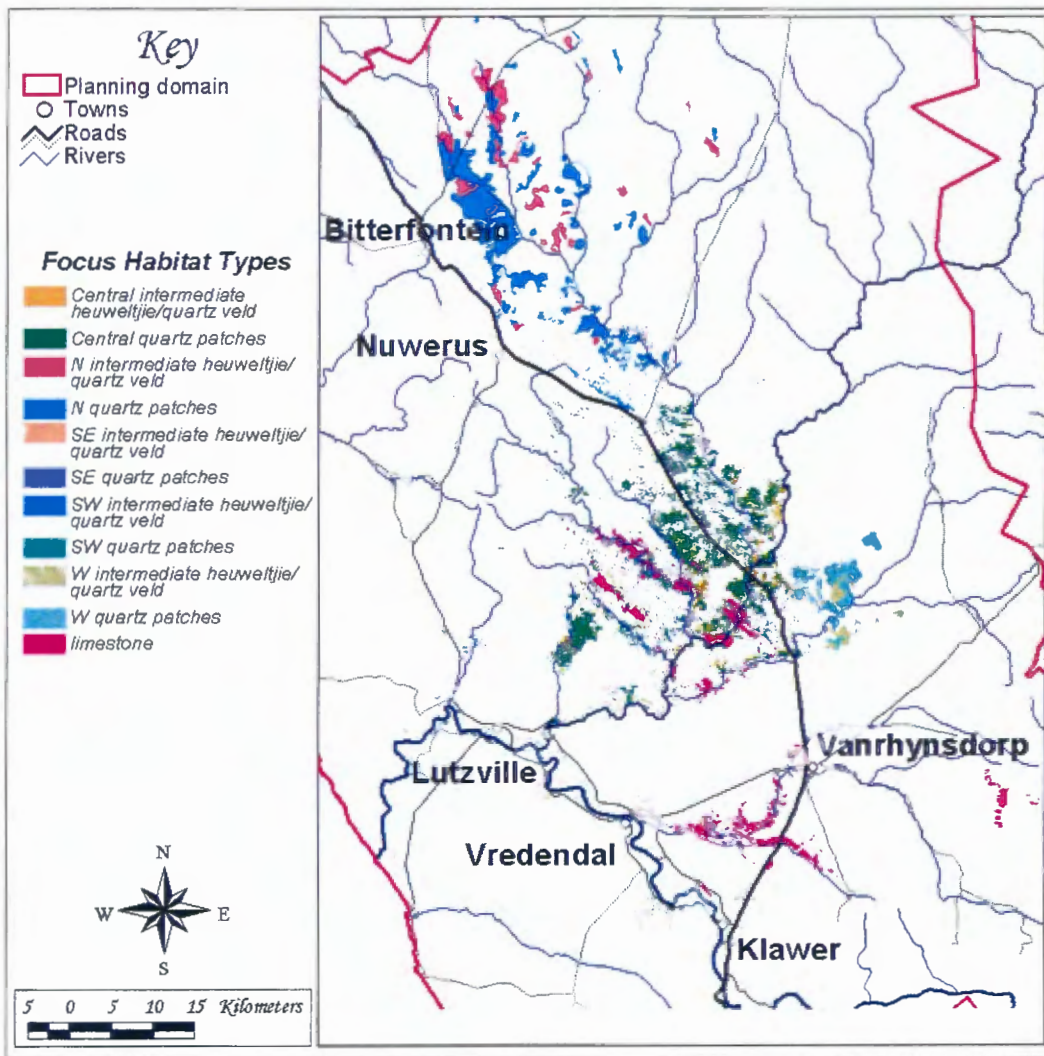 Key
Planning domain
Towns
Roads
Rivers
Focus Habitat Types
Central intermediate
heuweltjie/quartz veld
Central quartz patches
N intermediate heuweltjie/
quartz veld
N quartz patches
SE intermediate heuweltjie/
quartz veld
SE quartz patches
SW intermediate heuweltjie/
quartz veld
SW quartz patches
W intermediate heuweltjie/
quartz veld
W quartz patches
limestone
N
W E
S
5 0 5 10 15 Kilometers
Bitterfontein
Nuwerus
Vanrhynsdorp
Lutzville
Vredendal
Klawer